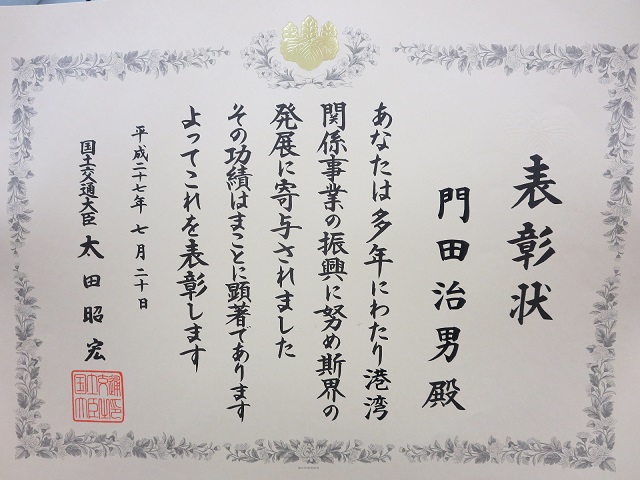 表彰状
門田治男殿
あなたは多年にわたり港湾
関係事業の振興に努め斯界の
発展に寄与されました
その功績はまことに顕著であります
よってこれを表彰します
平成二十七年七月二十日
国土交通大臣 太田昭宏